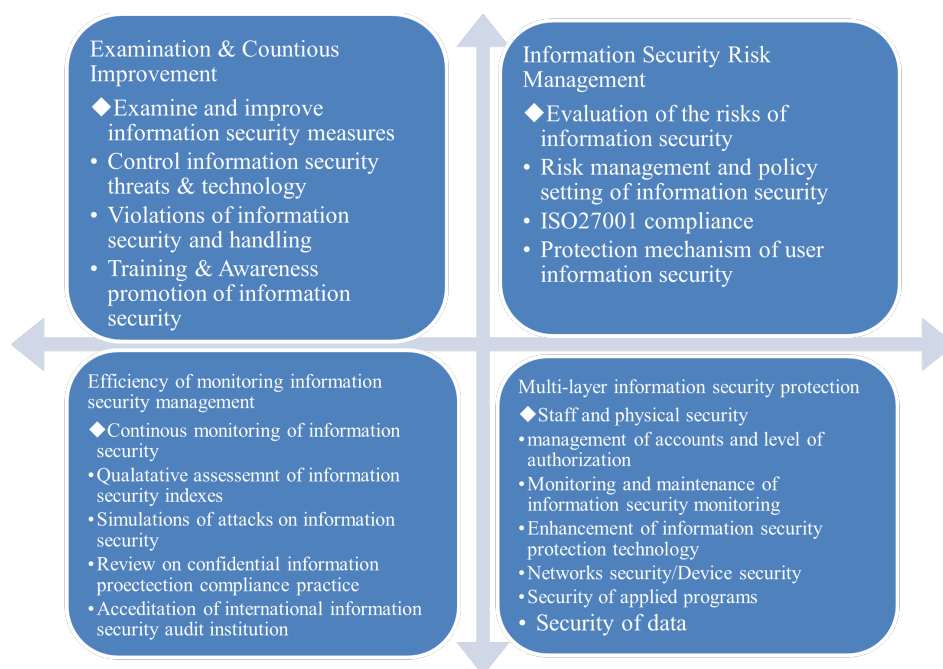 Examination & Countious
Improvement
◆Examine and improve
information security measures
• Control information security
threats & technology
• Violations of information
security and handling
• Training & Awareness
promotion of information
security
Information Security Risk
Management
◆Evaluation of the risks of
information security
• Risk management and policy
setting of information security
• ISO27001 compliance
• Protection mechanism of user
information security
Efficiency of monitoring information
security management
◆Continous monitoring of information
security
•Qualatative assessemnt of information
security indexes
•Simulations of attacks on information
security
•Review on confidential information
proectection compliance practice
•Acceditation of international information
security audit institution
Multi-layer information security protection
◆Staff and physical security
•management of accounts and level of
authorization
•Monitoring and maintenance of
information security monitoring
•Enhancement of information security
protection technology
•Networks security/Device security
•Security of applied programs
• Security of data